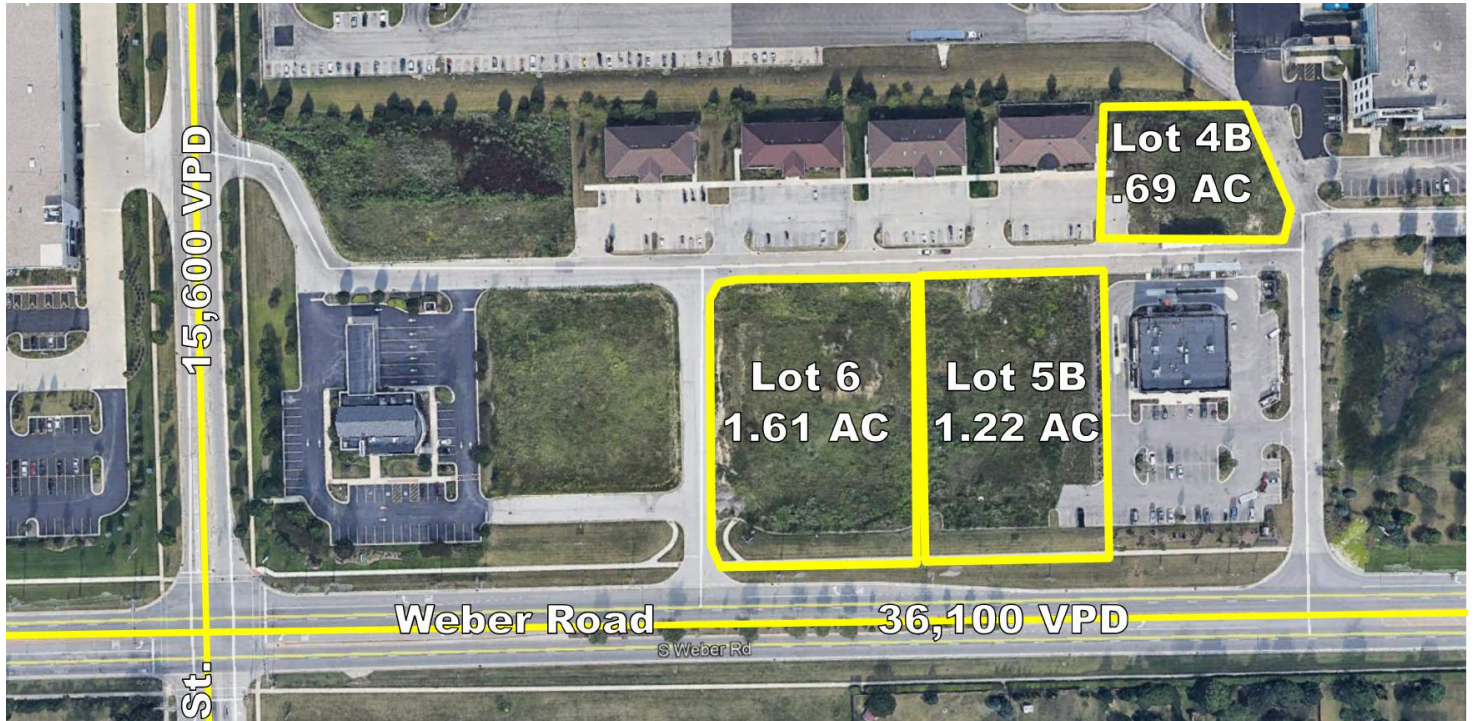 Lot 4B
.69 AC
15,600 VPD
Lot 6
1.61 AC
Lot 5B
1.22 AC
Weber Road
36,100 VPD
S Weber Rd
St.